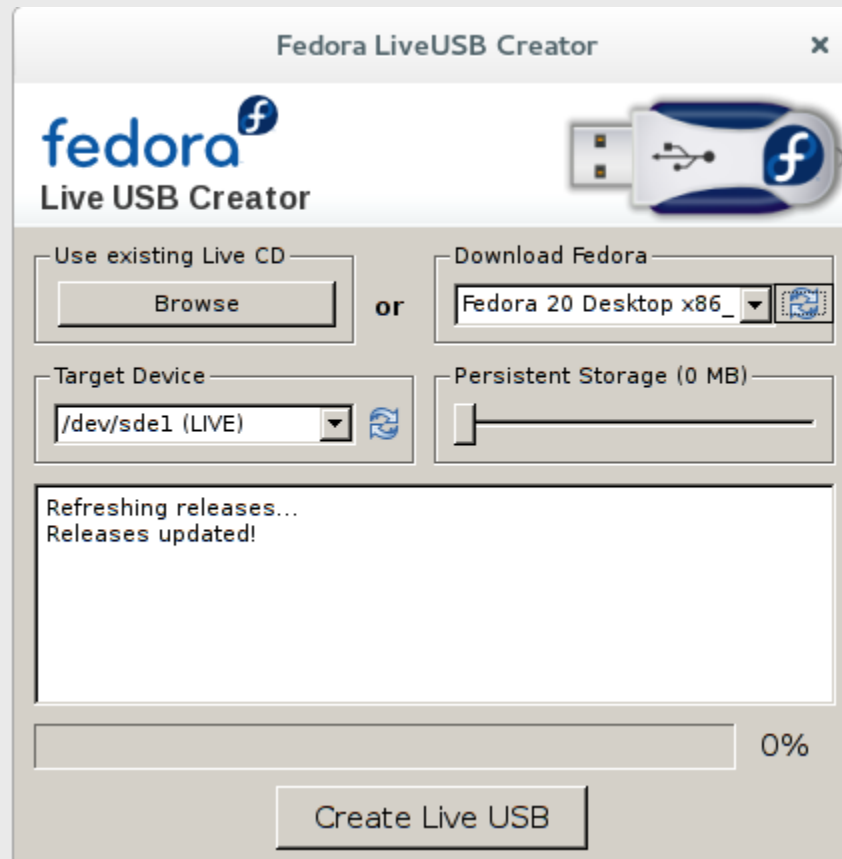 Fedora LiveUSB Creator
fedora
Live USB Creator
Use existing Live CD
Browse
or
Download Fedora
Fedora 20 Desktop x86_
Target Device
/dev/sde1 (LIVE)
Persistent Storage (0 MB)
Refreshing releases...
Releases updated!
0%
Create Live USB